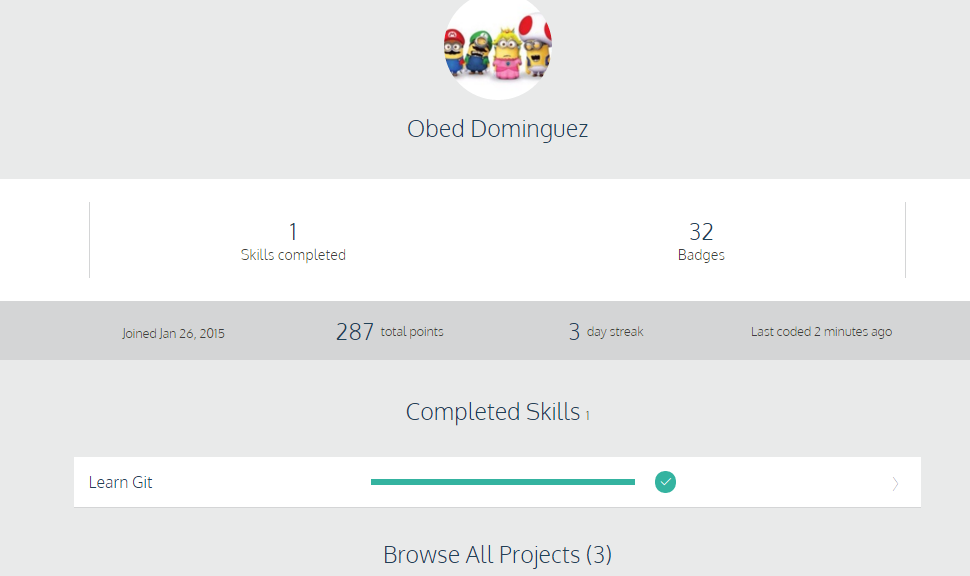 Obed Dominguez
1
Skills completed
32
Badges
Joined Jan 26, 2015
287 total points
3 day streak
Last coded 2 minutes ago
Completed Skills 1
Learn Git
Browse All Projects (3)